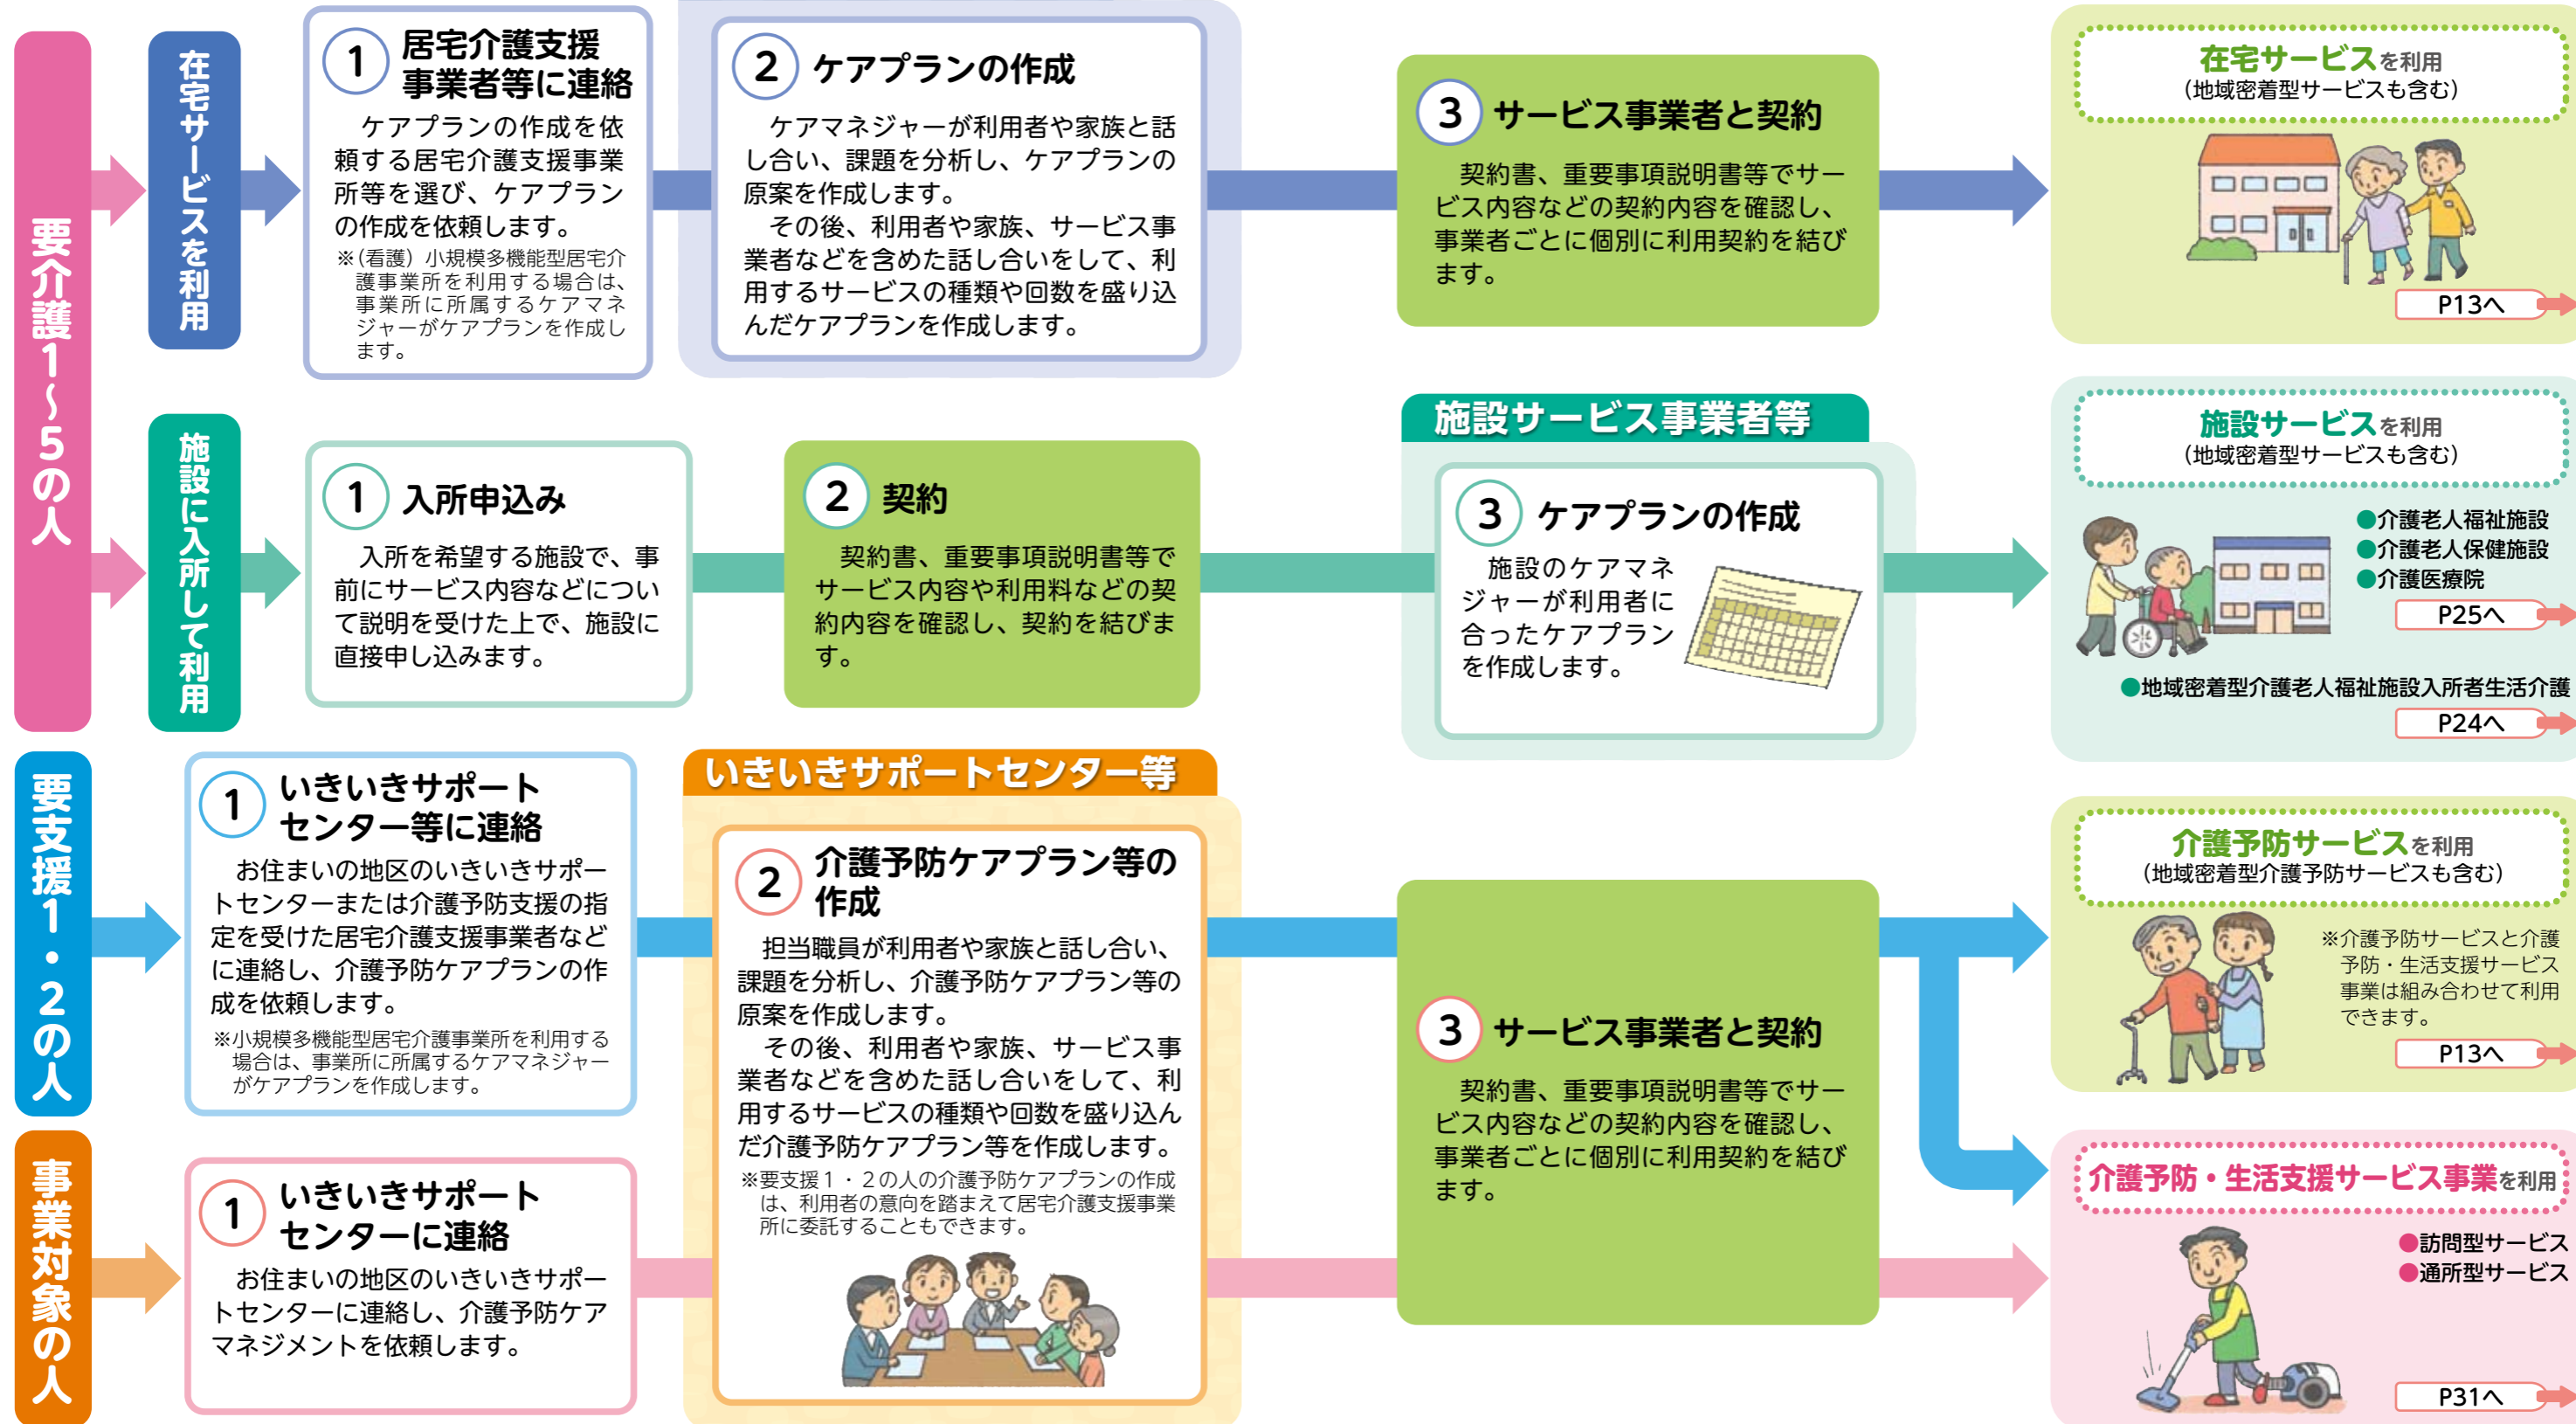 要介護1～5の人
在宅サービスを利用
1 居宅介護支援
事業者等に連絡
ケアプランの作成を依
頼する居宅介護支援事業
所等を選び、ケアプラン
の作成を依頼します。
※(看護)小規模多機能型居宅介
護事業所を利用する場合は、
事業所に所属するケアマネ
ジャーがケアプランを作成し
ます。
2 ケアプランの作成
ケアマネジャーが利用者や家族と話
し合い、課題を分析し、ケアプランの
原案を作成します。
その後、利用者や家族、サービス事
業者などを含めた話し合いをして、利
用するサービスの種類や回数を盛り込
んだケアプランを作成します。
3 サービス事業者と契約
契約書、重要事項説明書等でサー
ビス内容などの契約内容を確認し、
事業者ごとに個別に利用契約を結び
ます。
在宅サービスを利用
(地域密着型サービスも含む)
P13へ
施設に入所して利用
1 入所申込み
入所を希望する施設で、事
前にサービス内容などについ
て説明を受けた上で、施設に
直接申し込みます。
2 契約
契約書、重要事項説明書等で
サービス内容や利用料などの契
約内容を確認し、契約を結びま
す。
施設サービス事業者等
3 ケアプランの作成
施設のケアマネ
ジャーが利用者に
合ったケアプラン
を作成します。
施設サービスを利用
(地域密着型サービスも含む)
●介護老人福祉施設
●介護老人保健施設
●介護医療院
P25へ
●地域密着型介護老人福祉施設入所者生活介護
P24へ
要支援1・2の人
1 いきいきサポート
センター等に連絡
お住まいの地区のいきいきサポー
トセンターまたは介護予防支援の指
定を受けた居宅介護支援事業者など
に連絡し、介護予防ケアプランの作
成を依頼します。
※小規模多機能型居宅介護事業所を利用する
場合は、事業所に所属するケアマネジャー
がケアプランを作成します。
いきいきサポートセンター等
2 介護予防ケアプラン等の
作成
担当職員が利用者や家族と話し合い、
課題を分析し、介護予防ケアプラン等の
原案を作成します。
その後、利用者や家族、サービス事
業者などを含めた話し合いをして、利
用するサービスの種類や回数を盛り込ん
だ介護予防ケアプラン等を作成します。
※要支援1・2の人の介護予防ケアプランの作成
は、利用者の意向を踏まえて居宅介護支援事業
所に委託することもできます。
3 サービス事業者と契約
契約書、重要事項説明書等でサー
ビス内容などの契約内容を確認し、
事業者ごとに個別に利用契約を結び
ます。
介護予防サービスを利用
(地域密着型介護予防サービスも含む)
※介護予防サービスと介護
予防・生活支援サービス
事業は組み合わせて利用
できます。
P13へ
事業対象の人
1 いきいきサポート
センターに連絡
お住まいの地区のいきいきサポー
トセンターに連絡し、介護予防ケア
マネジメントを依頼します。
介護予防・生活支援サービス事業を利用
●訪問型サービス
●通所型サービス
P31へ